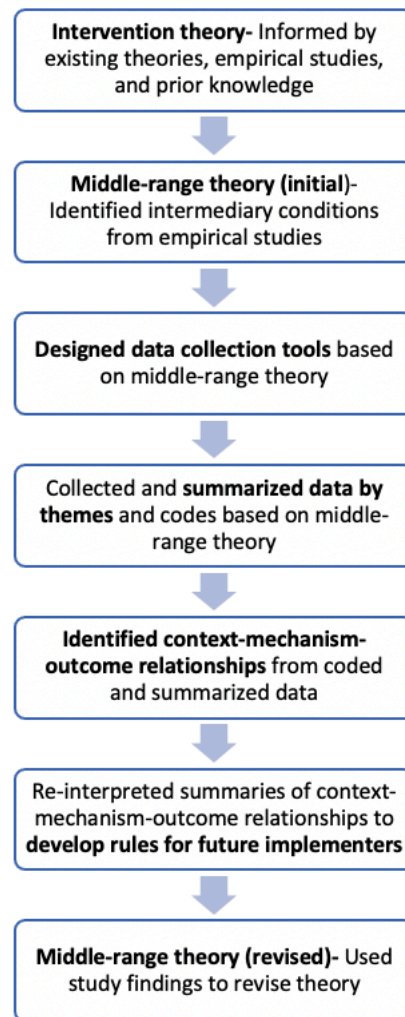 Intervention theory- Informed by
existing theories, empirical studies,
and prior knowledge
Middle-range theory (initial)-
Identified intermediary conditions
from empirical studies
Designed data collection tools based
on middle-range theory
Collected and summarized data by
themes and codes based on middle-
range theory
Identified context-mechanism-
outcome relationships from coded
and summarized data
Re-interpreted summaries of context-
mechanism-outcome relationships to
develop rules for future implementers
Middle-range theory (revised)- Used
study findings to revise theory